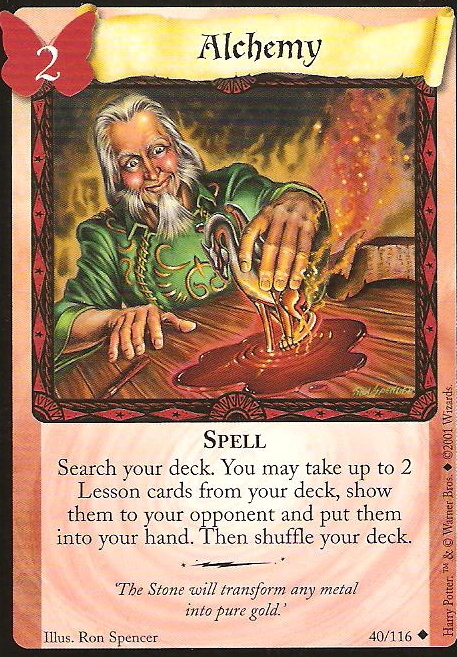 2
Alchemy
Ron Spencer
SPELL
Search your deck. You may take up to 2
Lesson cards from your deck, show
them to your opponent and put them
into your hand. Then shuffle your deck.
‘The Stone will transform any metal
into pure gold.’
Illus. Ron Spencer
40/116 ◆
Harry Potter,™ & © Warner Bros. ◆ ©2001 Wizards.